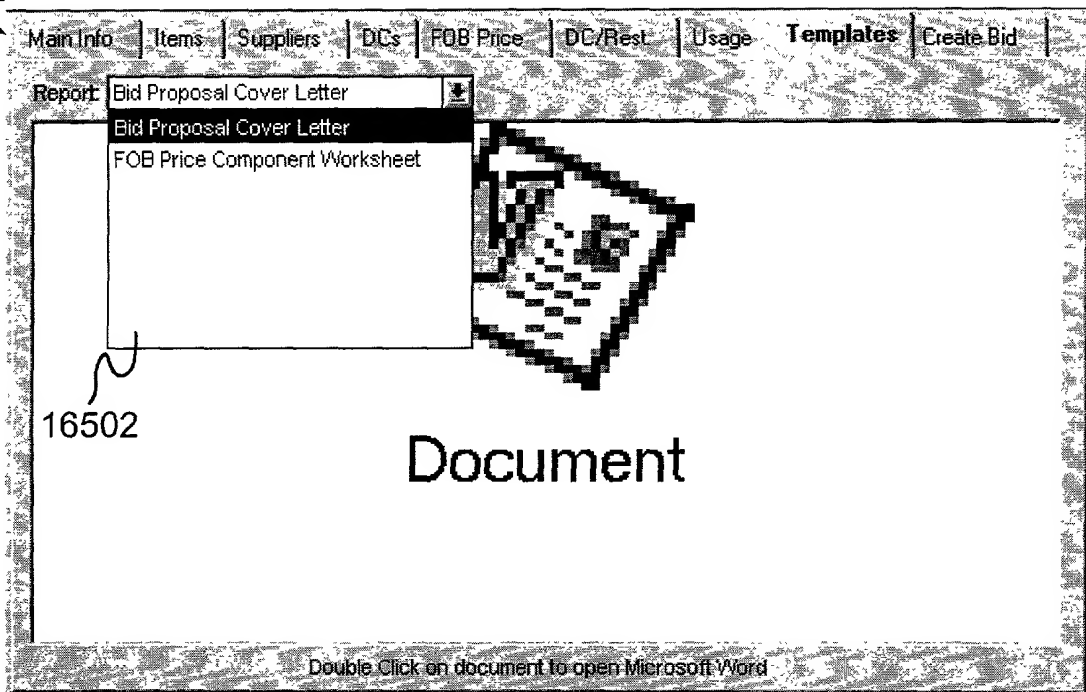 Main Info Items Suppliers DCs FOB Price DC/Rest. Usage Templates Create Bid
Report: Bid Proposal Cover Letter
Bid Proposal Cover Letter
FOB Price Component Worksheet
16502
Document
Double Click on document to open Microsoft Word